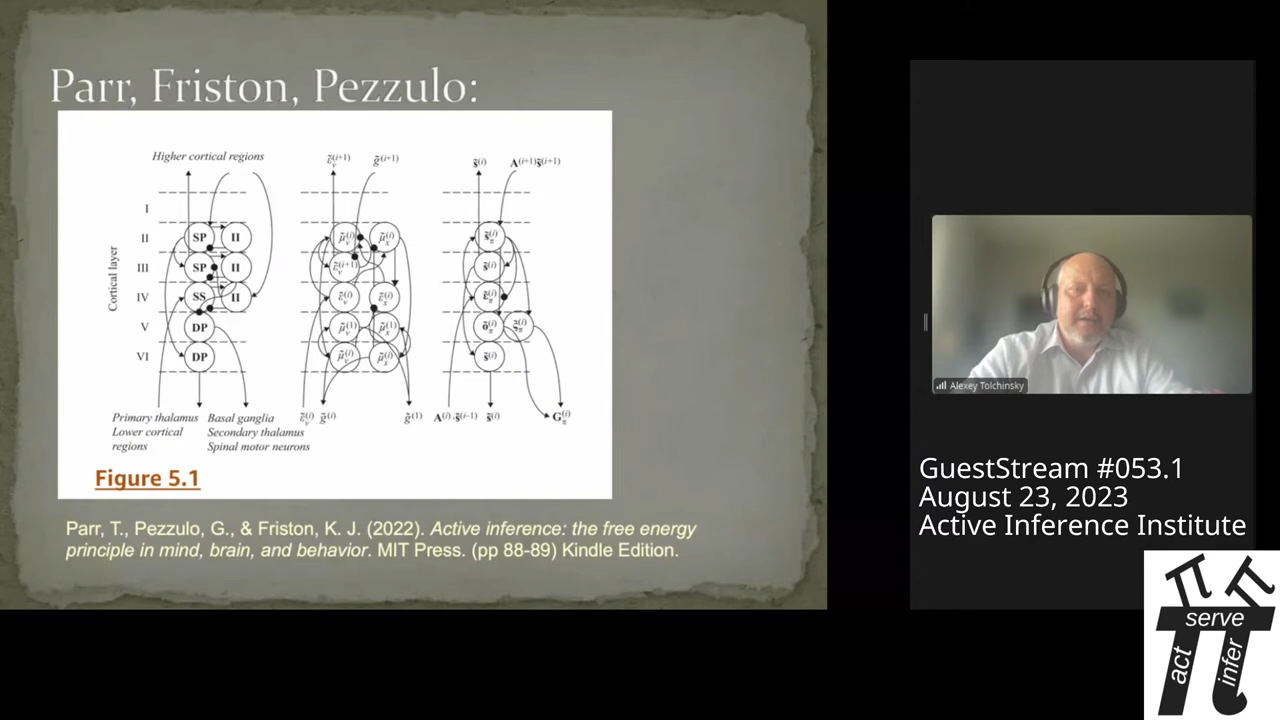 Parr, Friston, Pezzulo:
Higher cortical regions
Cortical layer
I
II
III
IV
V
VI
SP
II
SP
II
SS
II
DP
DP
Primary thalamus
Lower cortical
regions
Basal ganglia
Secondary thalamus
Spinal motor neurons
Figure 5.1
Parr, T., Pezzulo, G., & Friston, K. J. (2022). Active inference: the free energy
principle in mind, brain, and behavior. MIT Press. (pp 88-89) Kindle Edition.
Alexey Tolchinsky
GuestStream #053.1
August 23, 2023
Active Inference Institute
serve
act
infer